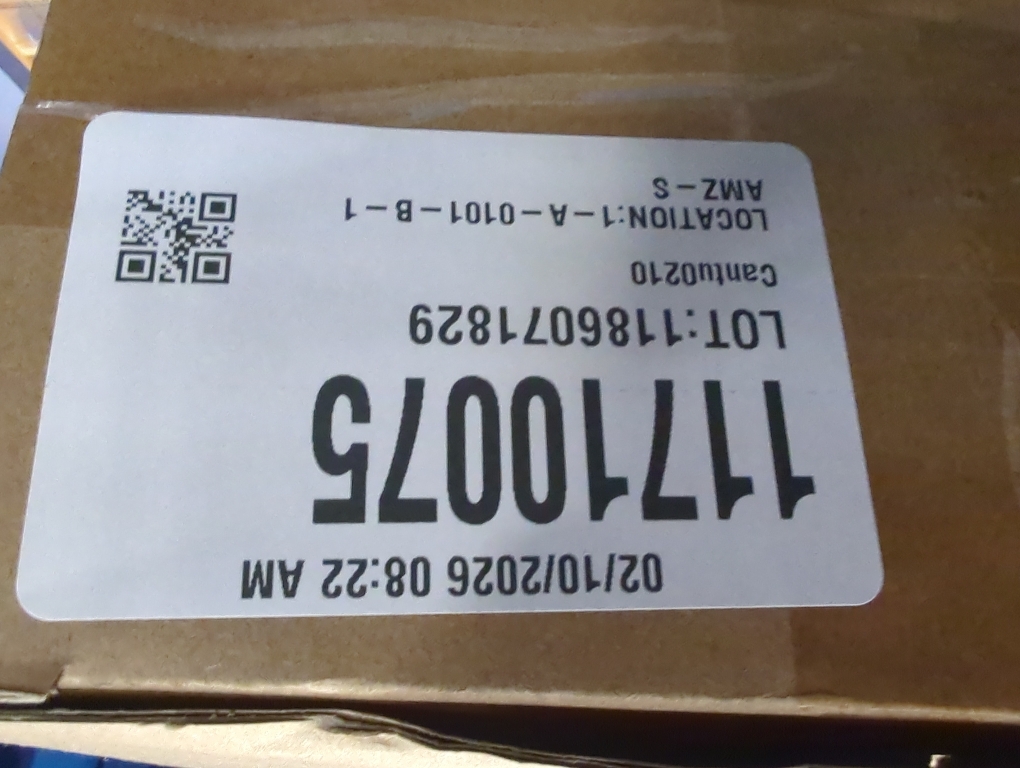 02/10/2026 08:22 AM
11710075
LOT:1186071829
Cantu0210
LOCATION:1-A-0101-B-1
AMZ-S